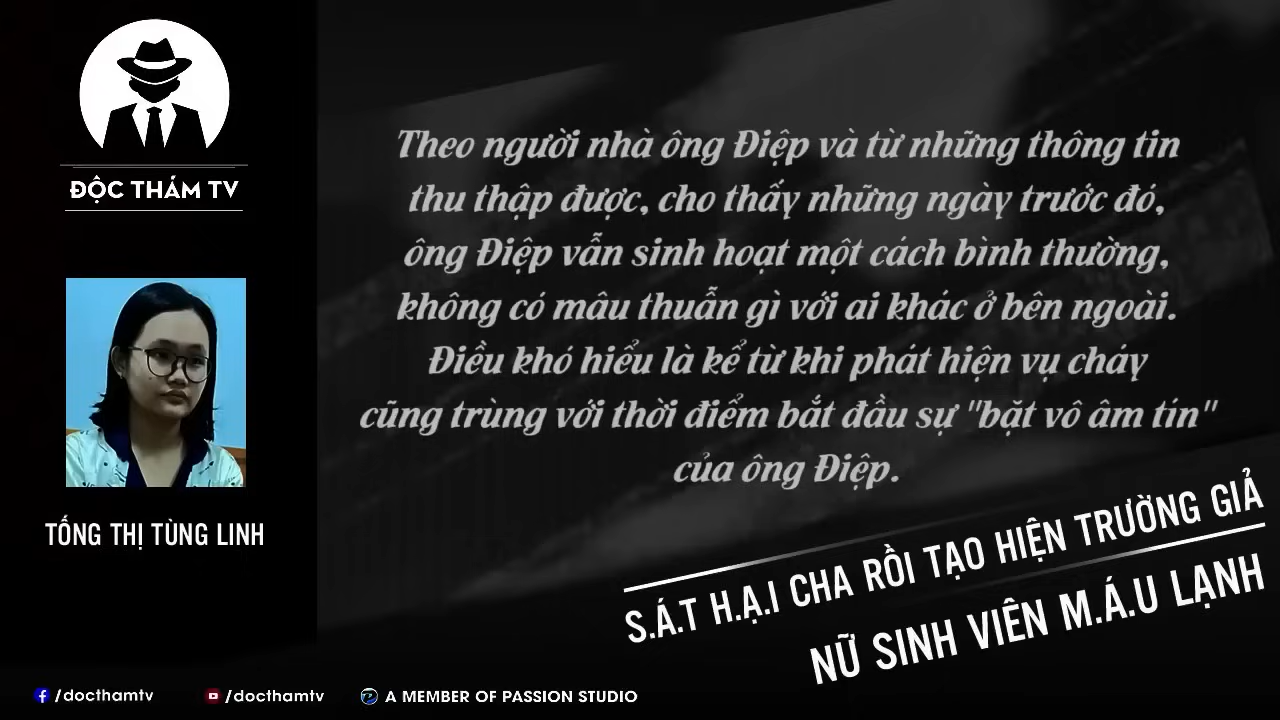 ĐỘC THÁM TV
TỐNG THỊ TÙNG LINH
Theo người nhà ông Điệp và từ những thông tin
thu thập được, cho thấy những ngày trước đó,
ông Điệp vẫn sinh hoạt một cách bình thường,
không có mâu thuẫn gì với ai khác ở bên ngoài.
Điều khó hiểu là kể từ khi phát hiện vụ cháy
cũng trùng với thời điểm bắt đầu sự "bặt vô âm tín"
của ông Điệp.
S.Á.T H.Ạ.I CHA RỒI TẠO HIỆN TRƯỜNG GIẢ
NỮ SINH VIÊN M.Á.U LẠNH
/docthamtv
/docthamtv
A MEMBER OF PASSION STUDIO